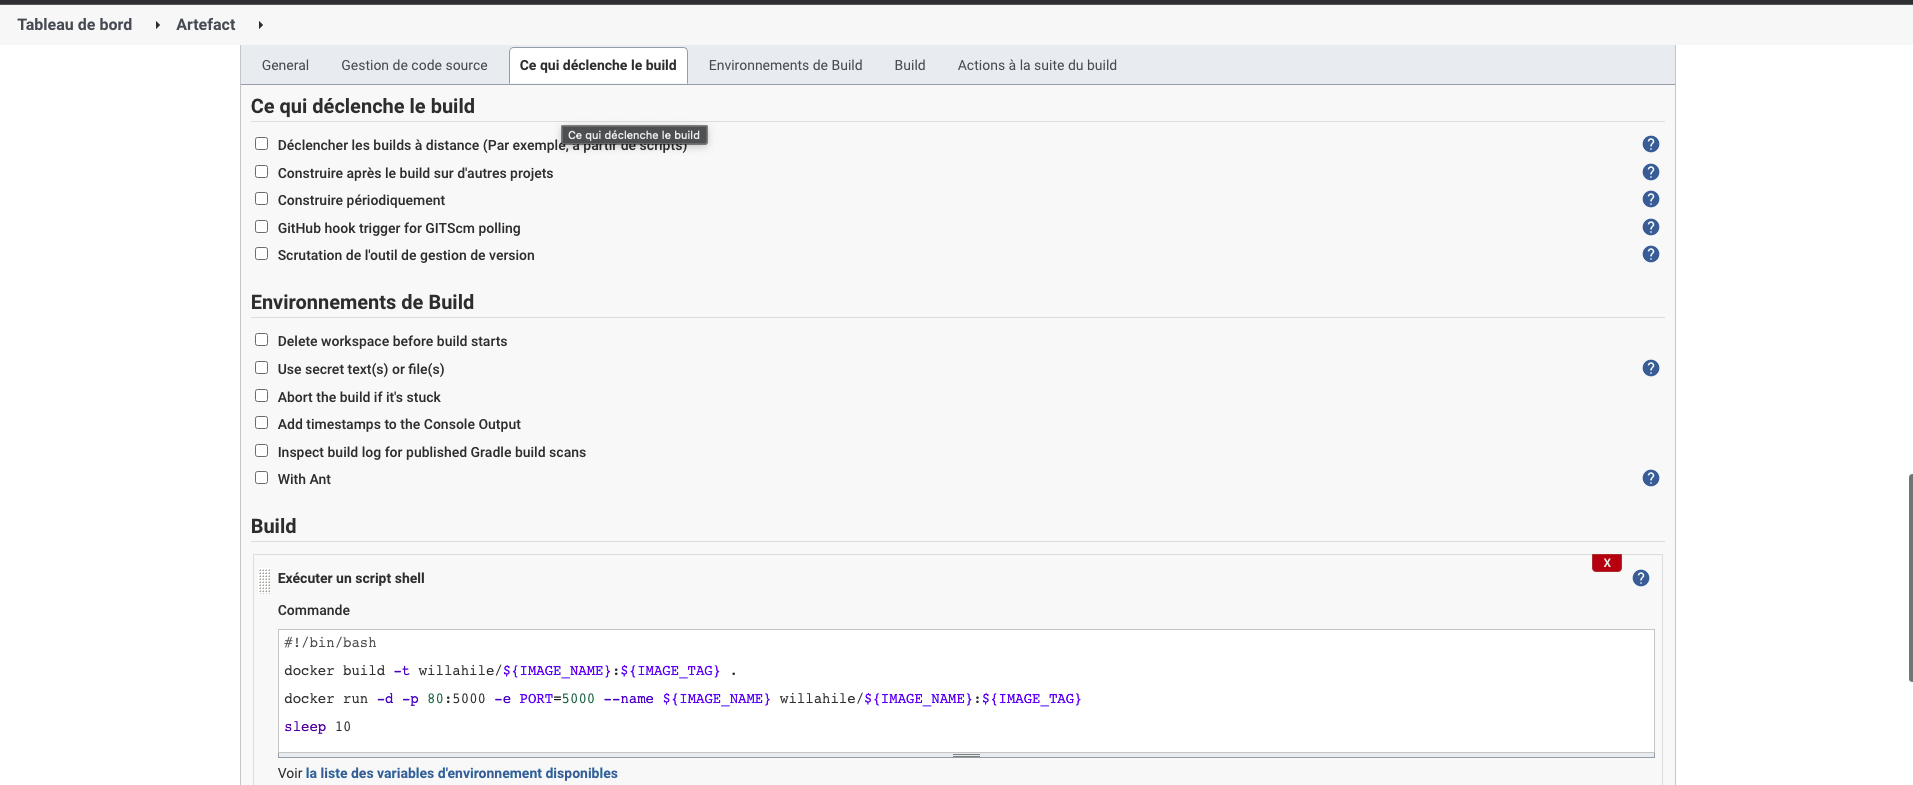 Tableau de bord
Artefact
General
Gestion de code source
Ce qui déclenche le build
Environnements de Build
Build
Actions à la suite du build
Ce qui déclenche le build
Ce qui déclenche le build
Déclencher les builds à distance (Par exemple, à partir de scripts)
?
Construire après le build sur d'autres projets
?
Construire périodiquement
?
GitHub hook trigger for GITScm polling
?
Scrutation de l'outil de gestion de version
?
Environnements de Build
Delete workspace before build starts
Use secret text(s) or file(s)
?
Abort the build if it's stuck
Add timestamps to the Console Output
Inspect build log for published Gradle build scans
With Ant
?
Build
X
Exécuter un script shell
?
Commande
#!/bin/bash
docker build -t willahile/${IMAGE_NAME}:${IMAGE_TAG} .
docker run -d -p 80:5000 -e PORT=5000 --name ${IMAGE_NAME} willahile/${IMAGE_NAME}:${IMAGE_TAG}
sleep 10
Voir la liste des variables d'environnement disponibles